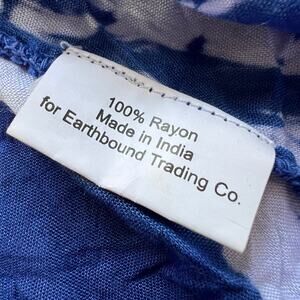 100% Rayon
Made in India
for Earthbound Trading Co.